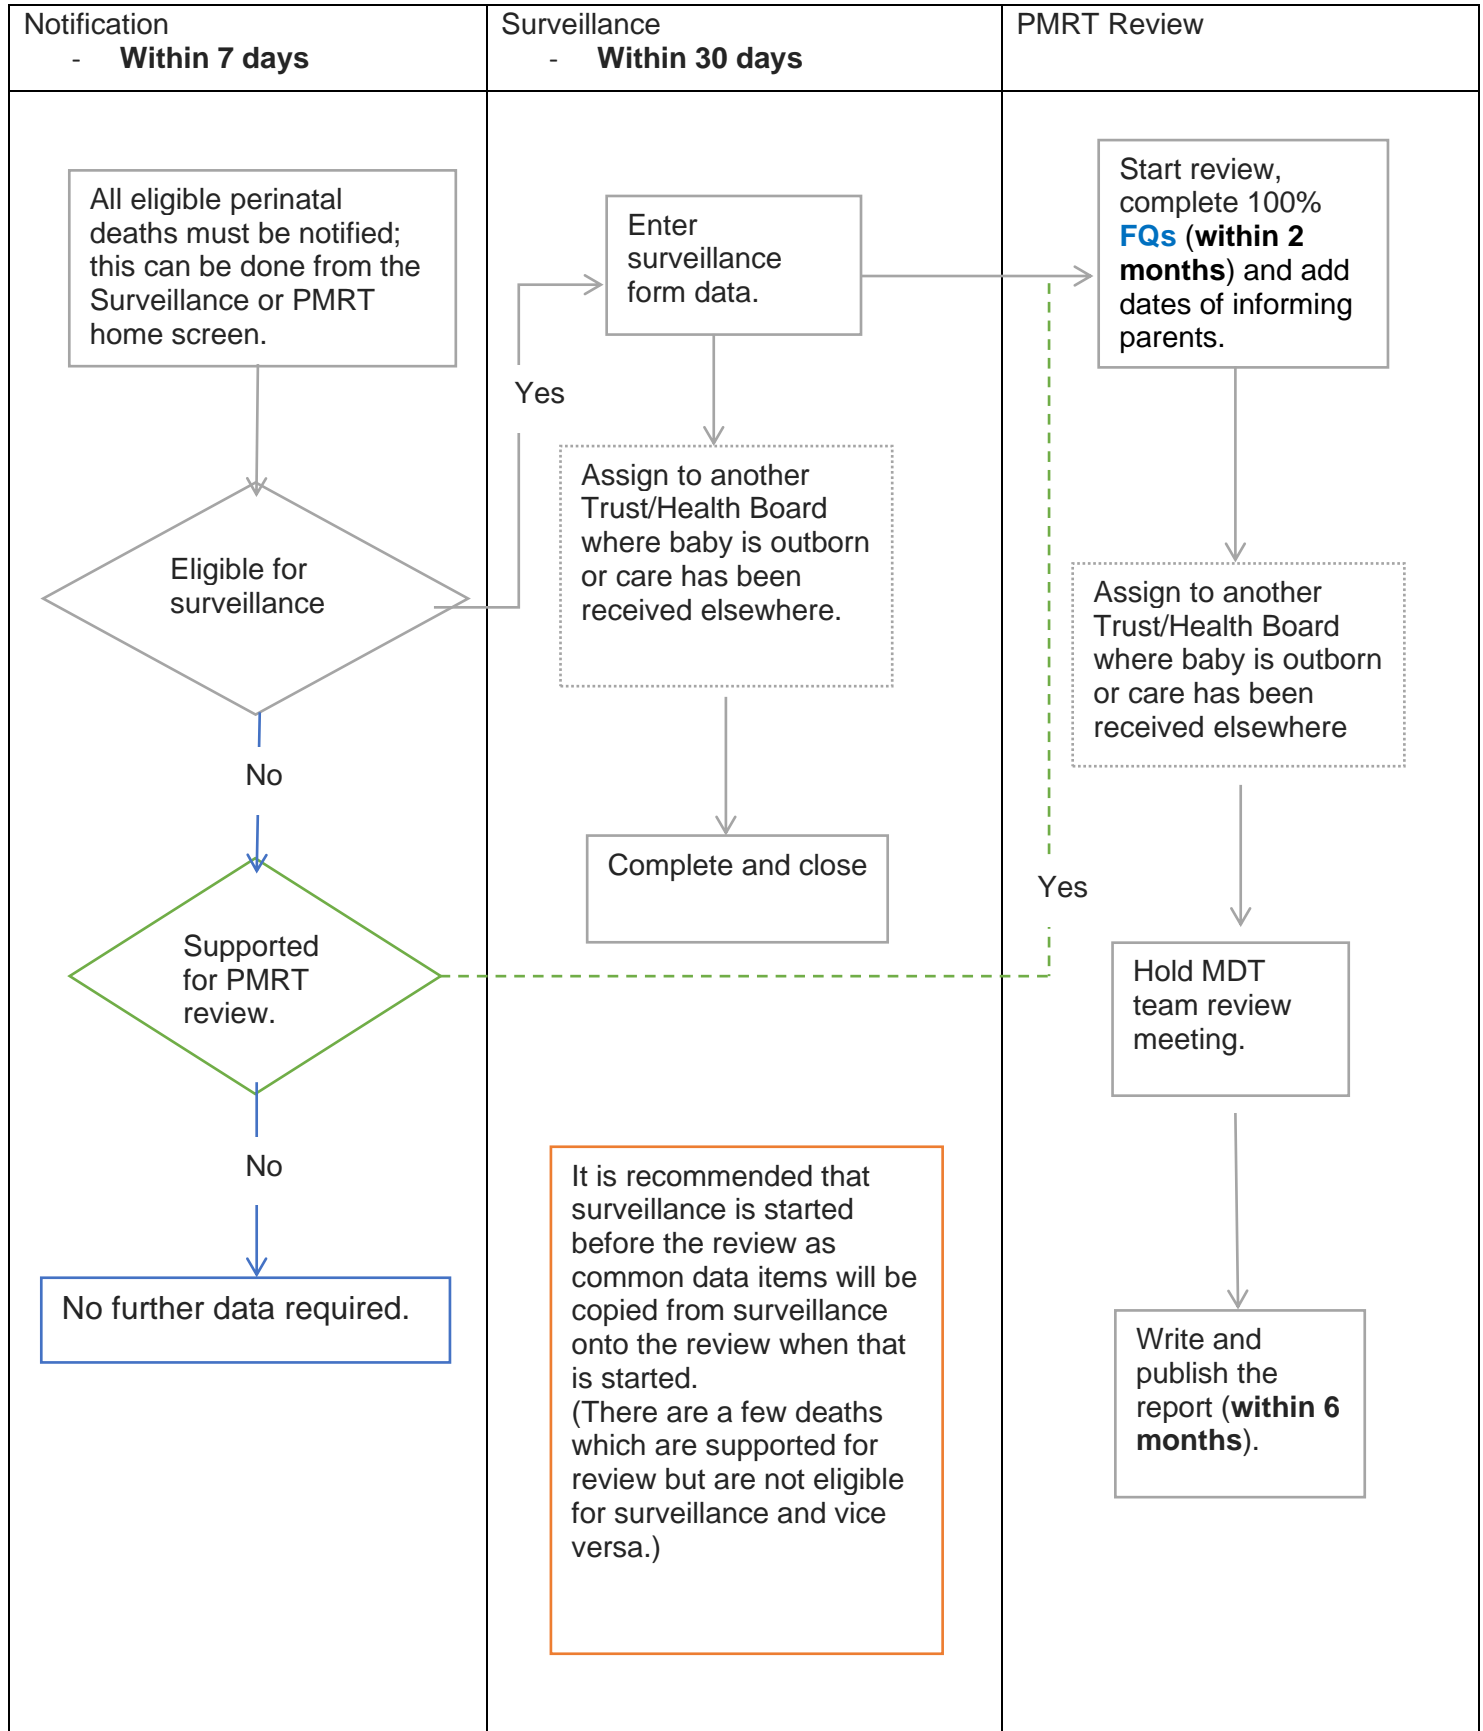 Notification
- Within 7 days
Surveillance
- Within 30 days
PMRT Review
All eligible perinatal
deaths must be notified;
this can be done from the
Surveillance or PMRT
home screen.
Eligible for
surveillance
No
Supported
for PMRT
review.
No
No further data required.
Yes
Enter
surveillance
form data.
Assign to another
Trust/Health Board
where baby is outborn
or care has been
received elsewhere.
Complete and close
It is recommended that
surveillance is started
before the review as
common data items will be
copied from surveillance
onto the review when that
is started.
(There are a few deaths
which are supported for
review but are not eligible
for surveillance and vice
versa.)
Yes
Start review,
complete 100%
FQs (within 2
months) and add
dates of informing
parents.
Assign to another
Trust/Health Board
where baby is outborn
or care has been
received elsewhere
Hold MDT
team review
meeting.
Write and
publish the
report (within 6
months).